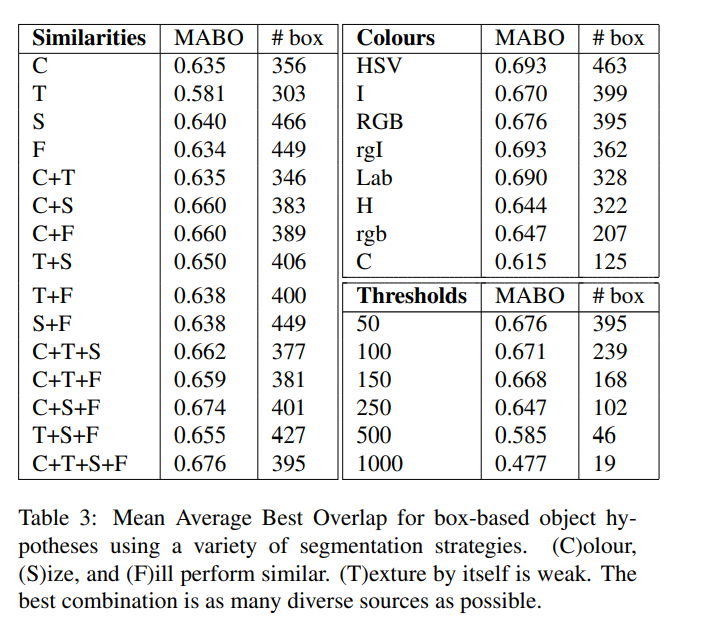 Similarities MABO # box Colours MABO # box
C 0.635 356 HSV 0.693 463
T 0.581 303 I 0.670 399
S 0.640 466 RGB 0.676 395
F 0.634 449 rgI 0.693 362
C+T 0.635 346 Lab 0.690 328
C+S 0.660 383 H 0.644 322
C+F 0.660 389 rgb 0.647 207
T+S 0.650 406 C 0.615 125
T+F 0.638 400 Thresholds MABO # box
S+F 0.638 449 50 0.676 395
C+T+S 0.662 377 100 0.671 239
C+T+F 0.659 381 150 0.668 168
C+S+F 0.674 401 250 0.647 102
T+S+F 0.655 427 500 0.585 46
C+T+S+F 0.676 395 1000 0.477 19
Table 3: Mean Average Best Overlap for box-based object hy-
potheses using a variety of segmentation strategies. (C)olour,
(S)ize, and (F)ill perform similar. (T)exture by itself is weak. The
best combination is as many diverse sources as possible.